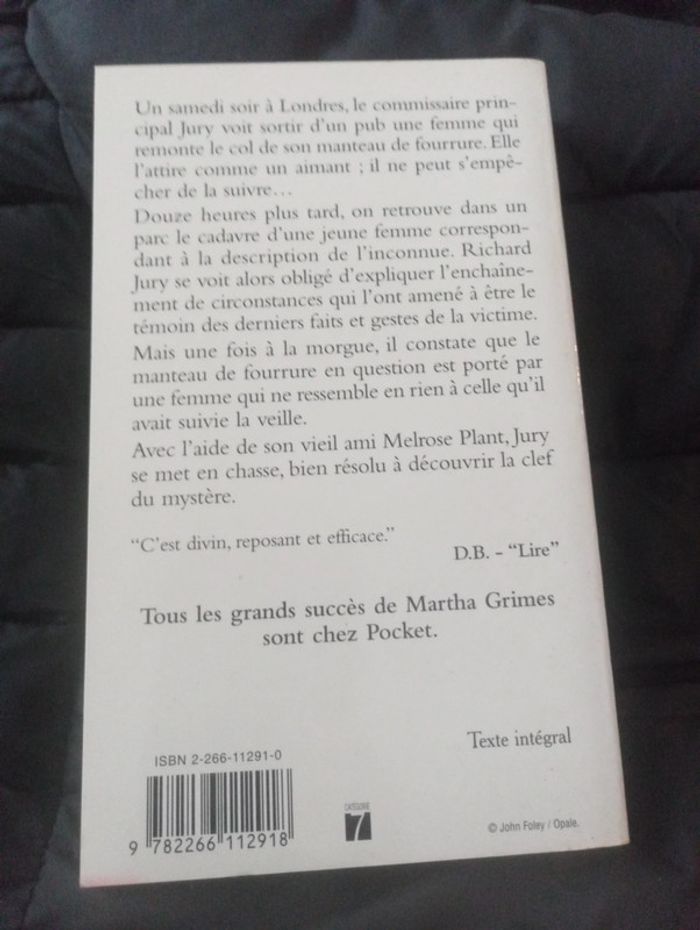 Un samedi soir à Londres, le commissaire prin-
cipal Jury voit sortir d'un pub une femme qui
remonte le col de son manteau de fourrure. Elle
l'attire comme un aimant ; il ne peut s'empê-
cher de la suivre…
Douze heures plus tard, on retrouve dans un
parc le cadavre d'une jeune femme correspon-
dant à la description de l'inconnue. Richard
Jury se voit alors obligé d'expliquer l'enchaîne-
ment de circonstances qui l'ont amené à être le
témoin des derniers faits et gestes de la victime.
Mais une fois à la morgue, il constate que le
manteau de fourrure en question est porté par
une femme qui ne ressemble en rien à celle qu'il
avait suivie la veille.
Avec l'aide de son vieil ami Melrose Plant, Jury
se met en chasse, bien résolu à découvrir la clef
du mystère.
"C'est divin, reposant et efficace."
D.B. - "Lire"
Tous les grands succès de Martha Grimes
sont chez Pocket.
Texte intégral
ISBN 2-266-11291-0
9 782266 112918
CATÉGORIE
7
© John Foley / Opale.